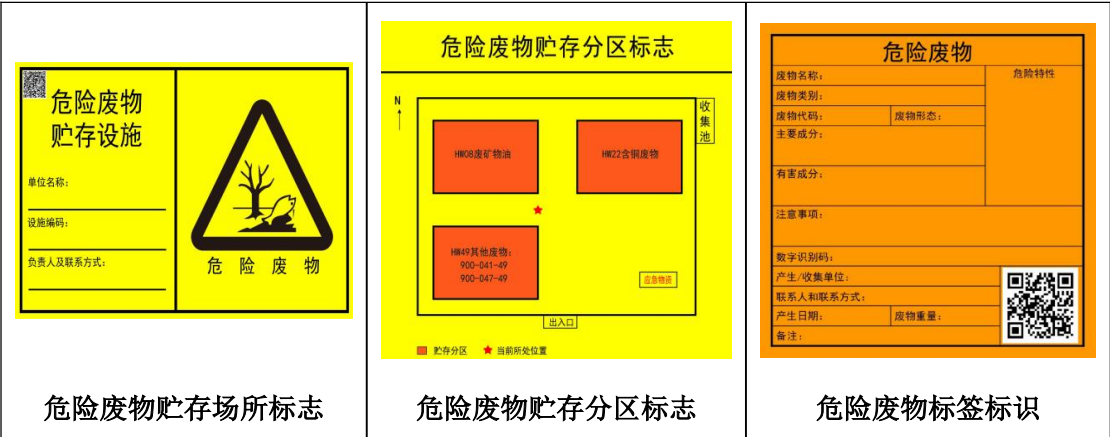 危险废物
贮存设施
单位名称：
设施编码：
负责人及联系方式：
危险废物
危险废物贮存场所标志
危险废物贮存分区标志
N
收集池
HW08废矿物油
HW22含铜废物
HW49其他废物：
900-041-49
900-047-49
应急物资
出入口
贮存分区
当前所处位置
危险废物贮存分区标志
危险废物
废物名称：
危险特性
废物类别：
废物代码：
废物形态：
主要成分：
有害成分：
注意事项：
数字识别码：
产生/收集单位：
联系人和联系方式：
产生日期：
废物重量：
备注：
危险废物标签标识